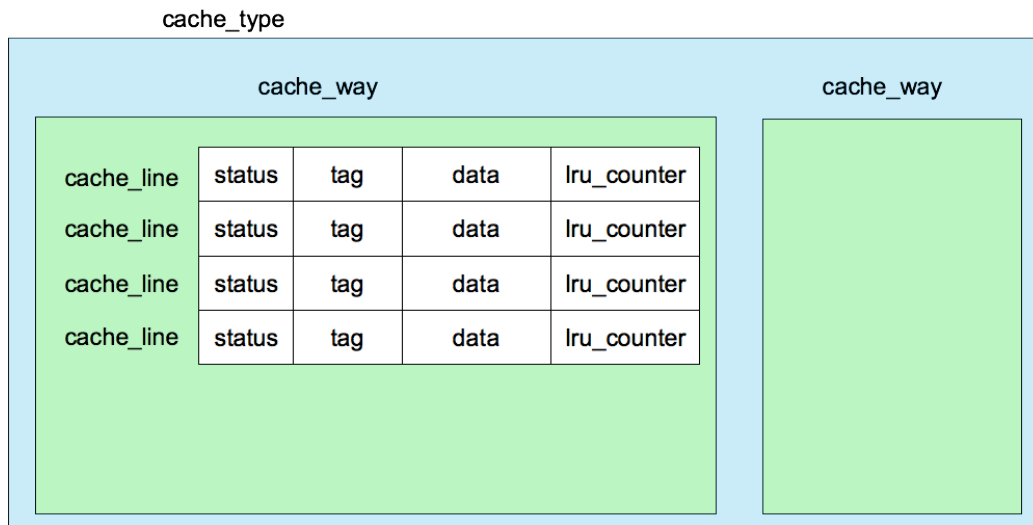 cache_type
cache_way cache_way
cache_line status tag data lru_counter
cache_line status tag data lru_counter
cache_line status tag data lru_counter
cache_line status tag data lru_counter